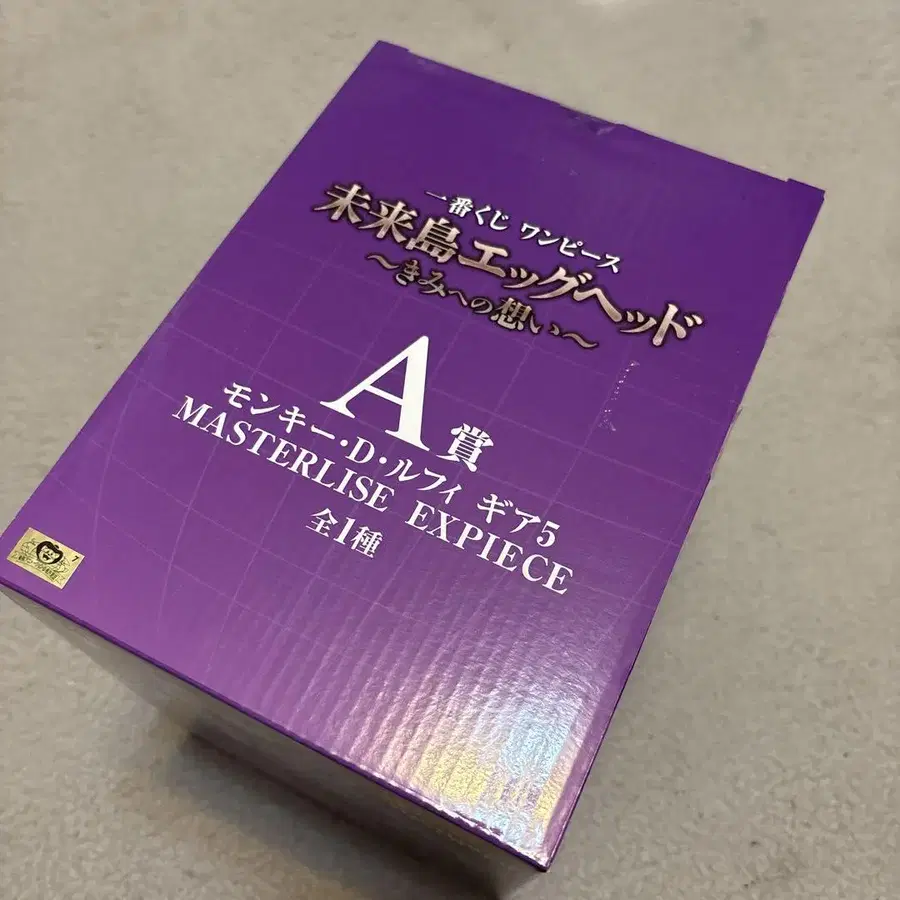 一番くじ ワンピース
未来島エッグヘッド
～きみへの想い～
A賞
モンキー・D・ルフィ ギア5
MASTERLISE EXPIECE
全1種
7